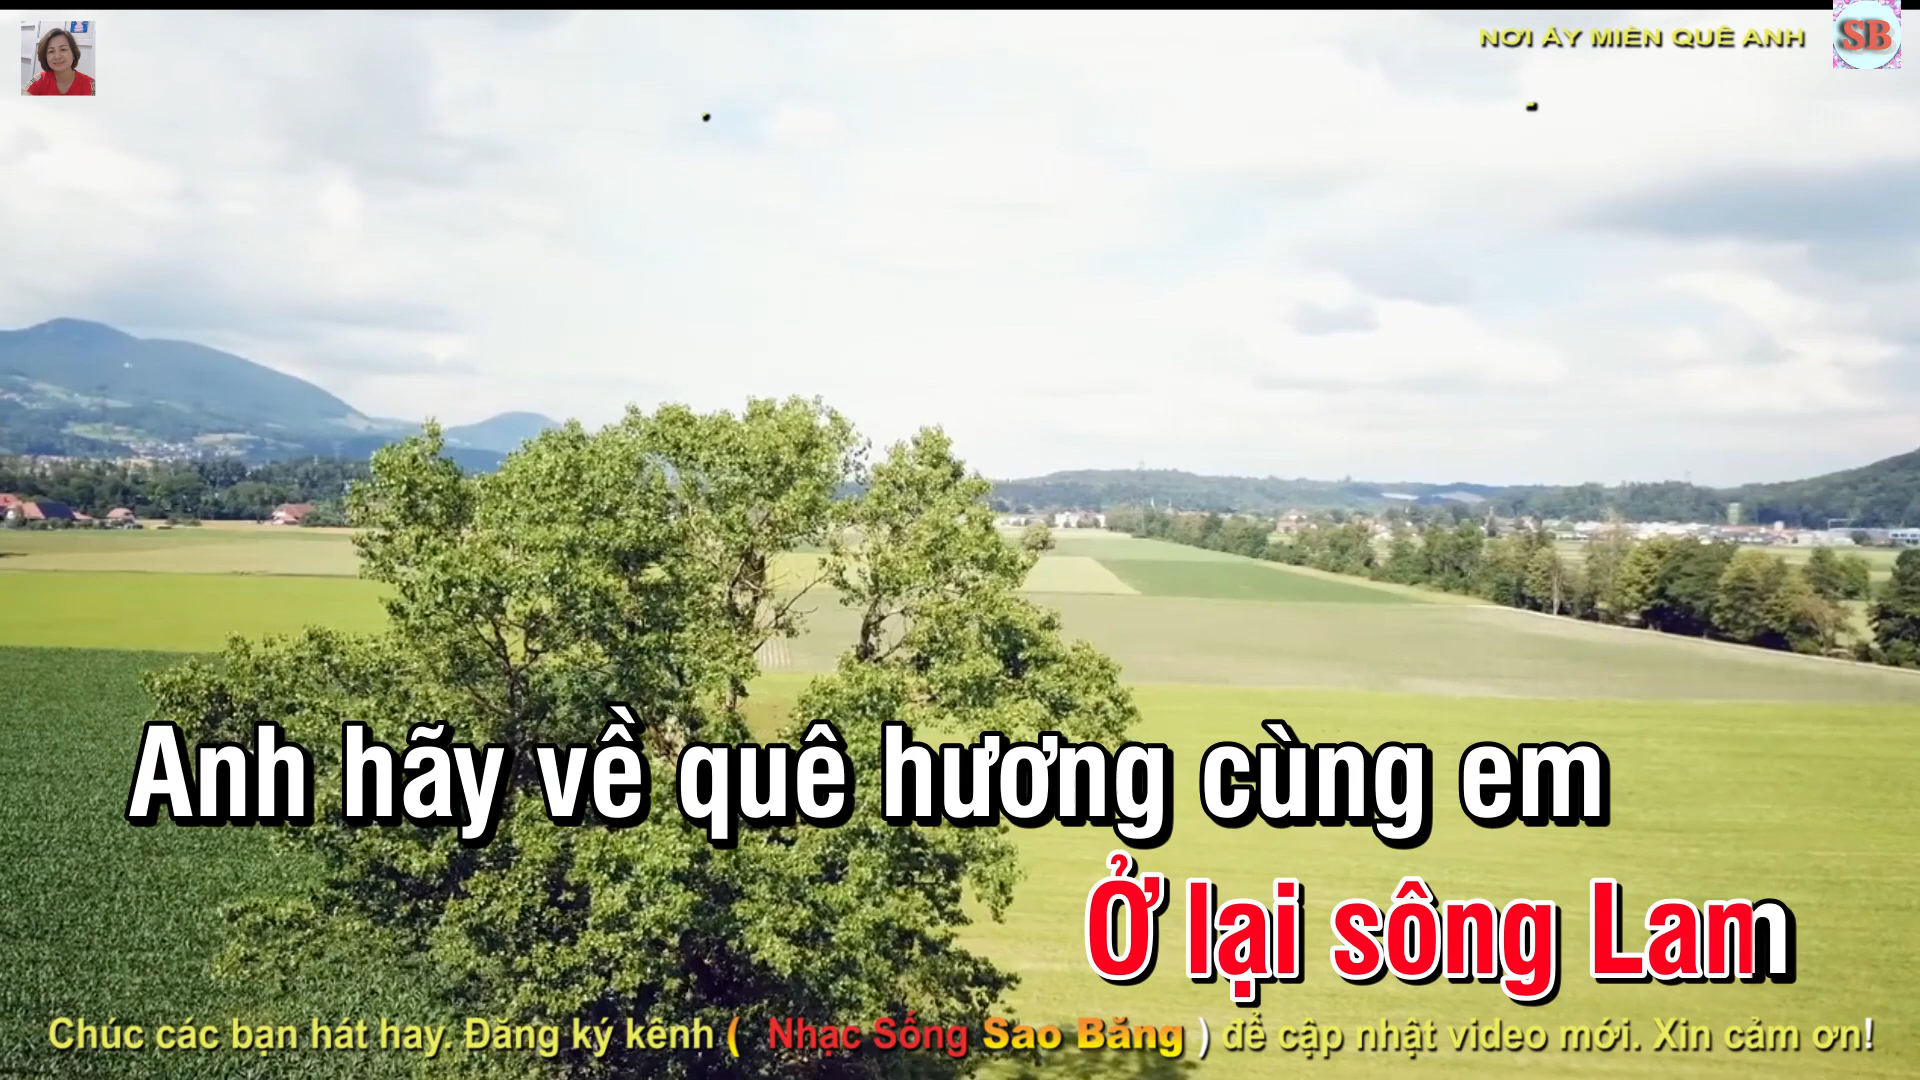 NƠI ẤY MIỀN QUÊ ANH
SB
Anh hãy về quê hương cùng em
Ở lại sông Lam
Chúc các bạn hát hay. Đăng ký kênh ( Nhạc Sống Sao Băng ) để cập nhật video mới. Xin cảm ơn!